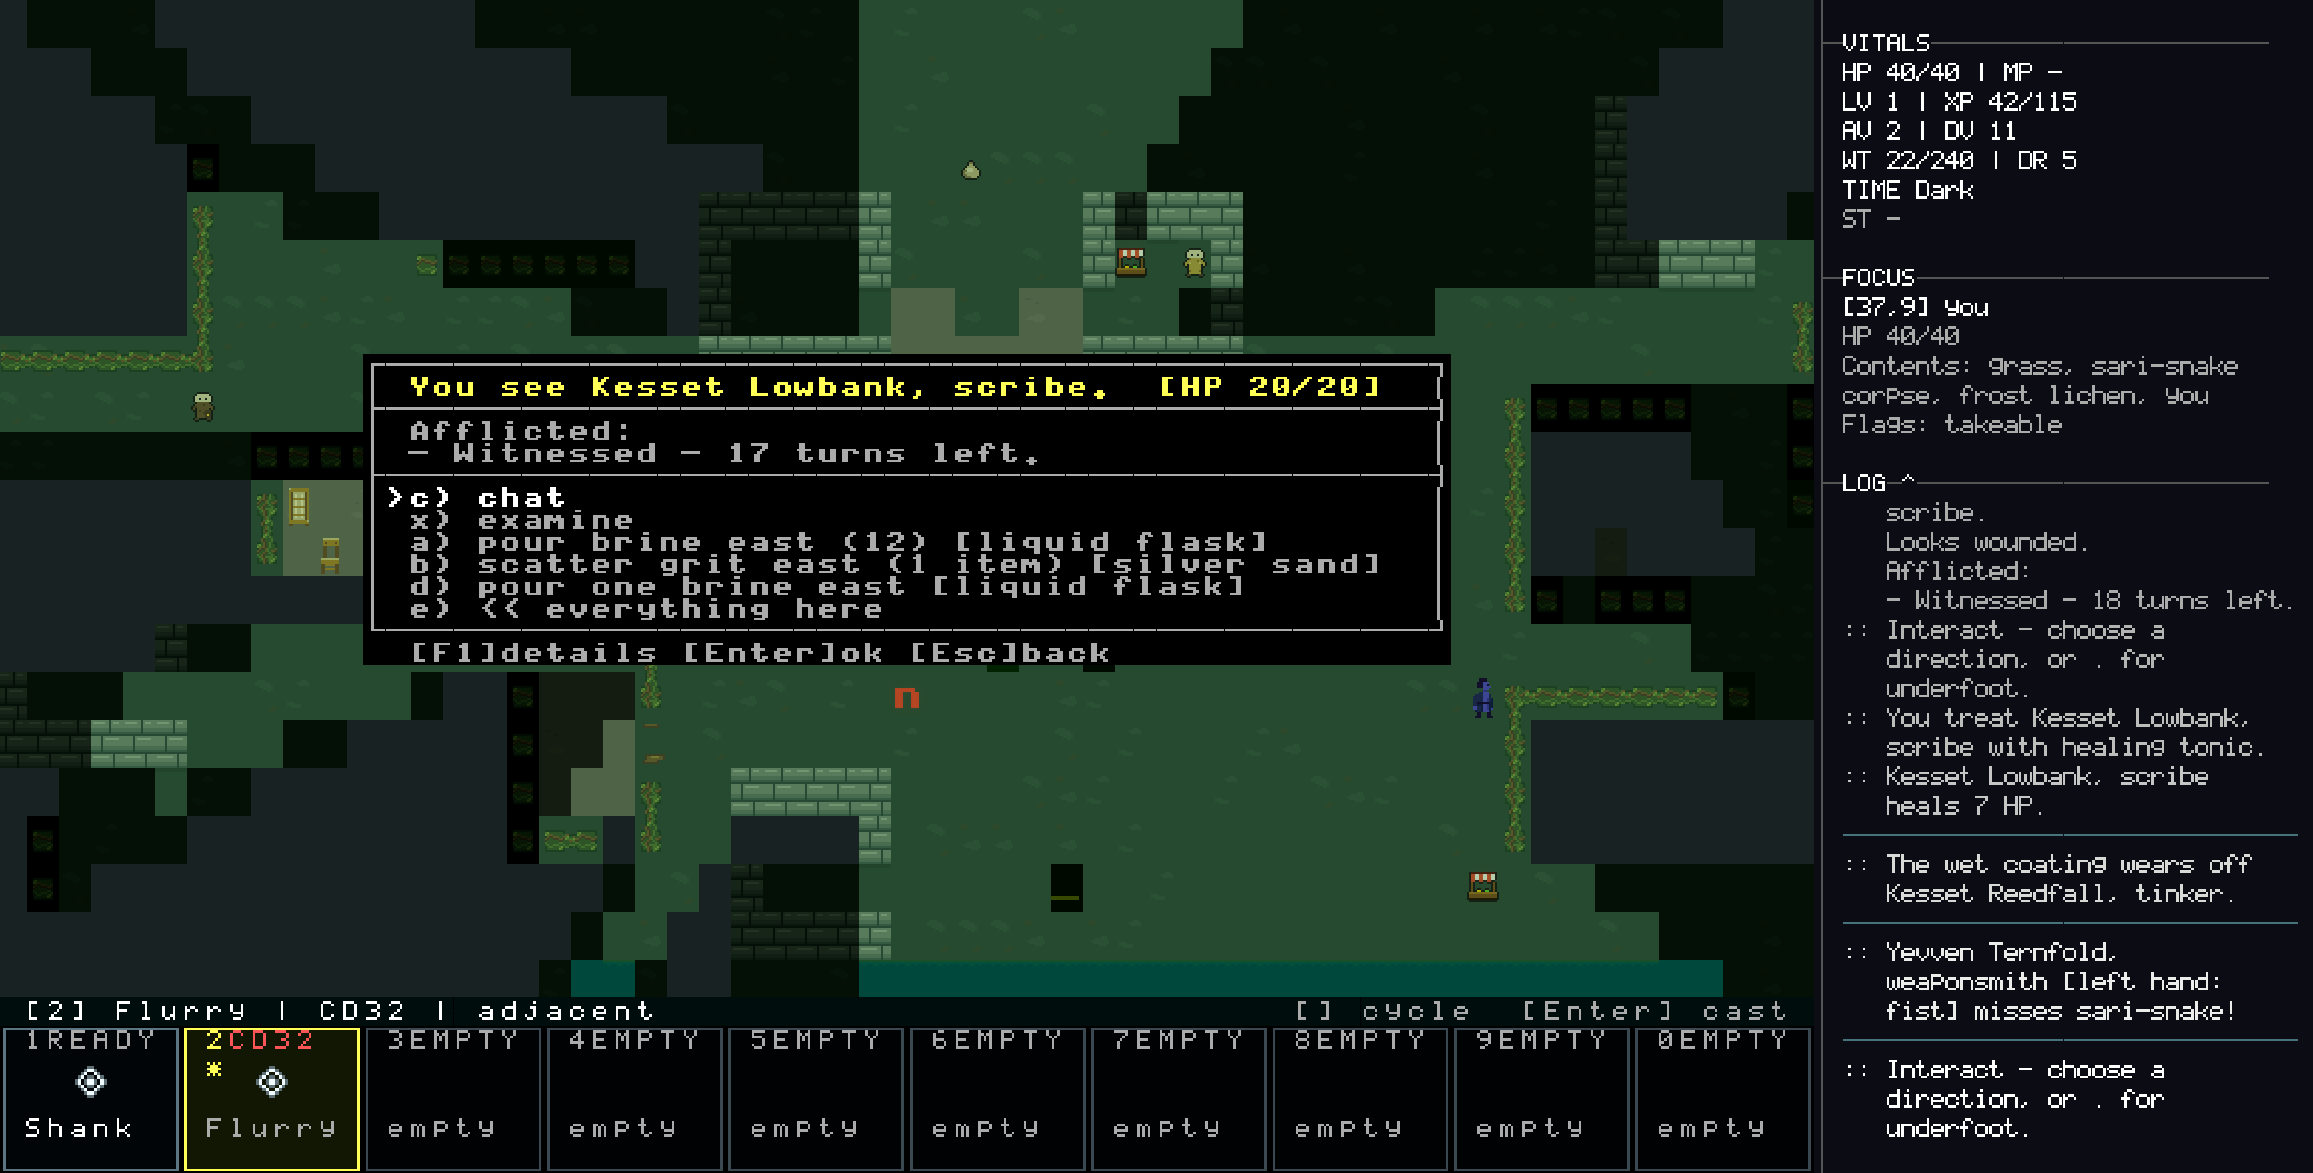 You see Kesset Lowbank, scribe.  [HP 20/20]
Afflicted:
- Witnessed - 17 turns left.
>c) chat
x) examine
a) pour brine east (12) [liquid flask]
b) scatter grit east (1 item) [silver sand]
d) pour one brine east [liquid flask]
e) << everything here
[F1]details [Enter]ok [Esc]back
[2] Flurry | CD32 | adjacent
[] cycle  [Enter] cast
1READY
Shank
2CD32
*
Flurry
3EMPTY
empty
4EMPTY
empty
5EMPTY
empty
6EMPTY
empty
7EMPTY
empty
8EMPTY
empty
9EMPTY
empty
0EMPTY
empty
VITALS
HP 40/40 | MP -
LV 1 | XP 42/115
AV 2 | DV 11
WT 22/240 | DR 5
TIME Dark
ST -
FOCUS
[37,9] You
HP 40/40
Contents: grass, sari-snake
corpse, frost lichen, You
Flags: takeable
LOG ^
scribe.
Looks wounded.
Afflicted:
- Witnessed - 18 turns left.
:: Interact - choose a
direction, or . for
underfoot.
:: You treat Kesset Lowbank,
scribe with healing tonic.
:: Kesset Lowbank, scribe
heals 7 HP.
:: The wet coating wears off
Kesset Reedfall, tinker.
:: Yevven Ternfold,
weaponsmith [left hand:
fist] misses sari-snake!
:: Interact - choose a
direction, or . for
underfoot.